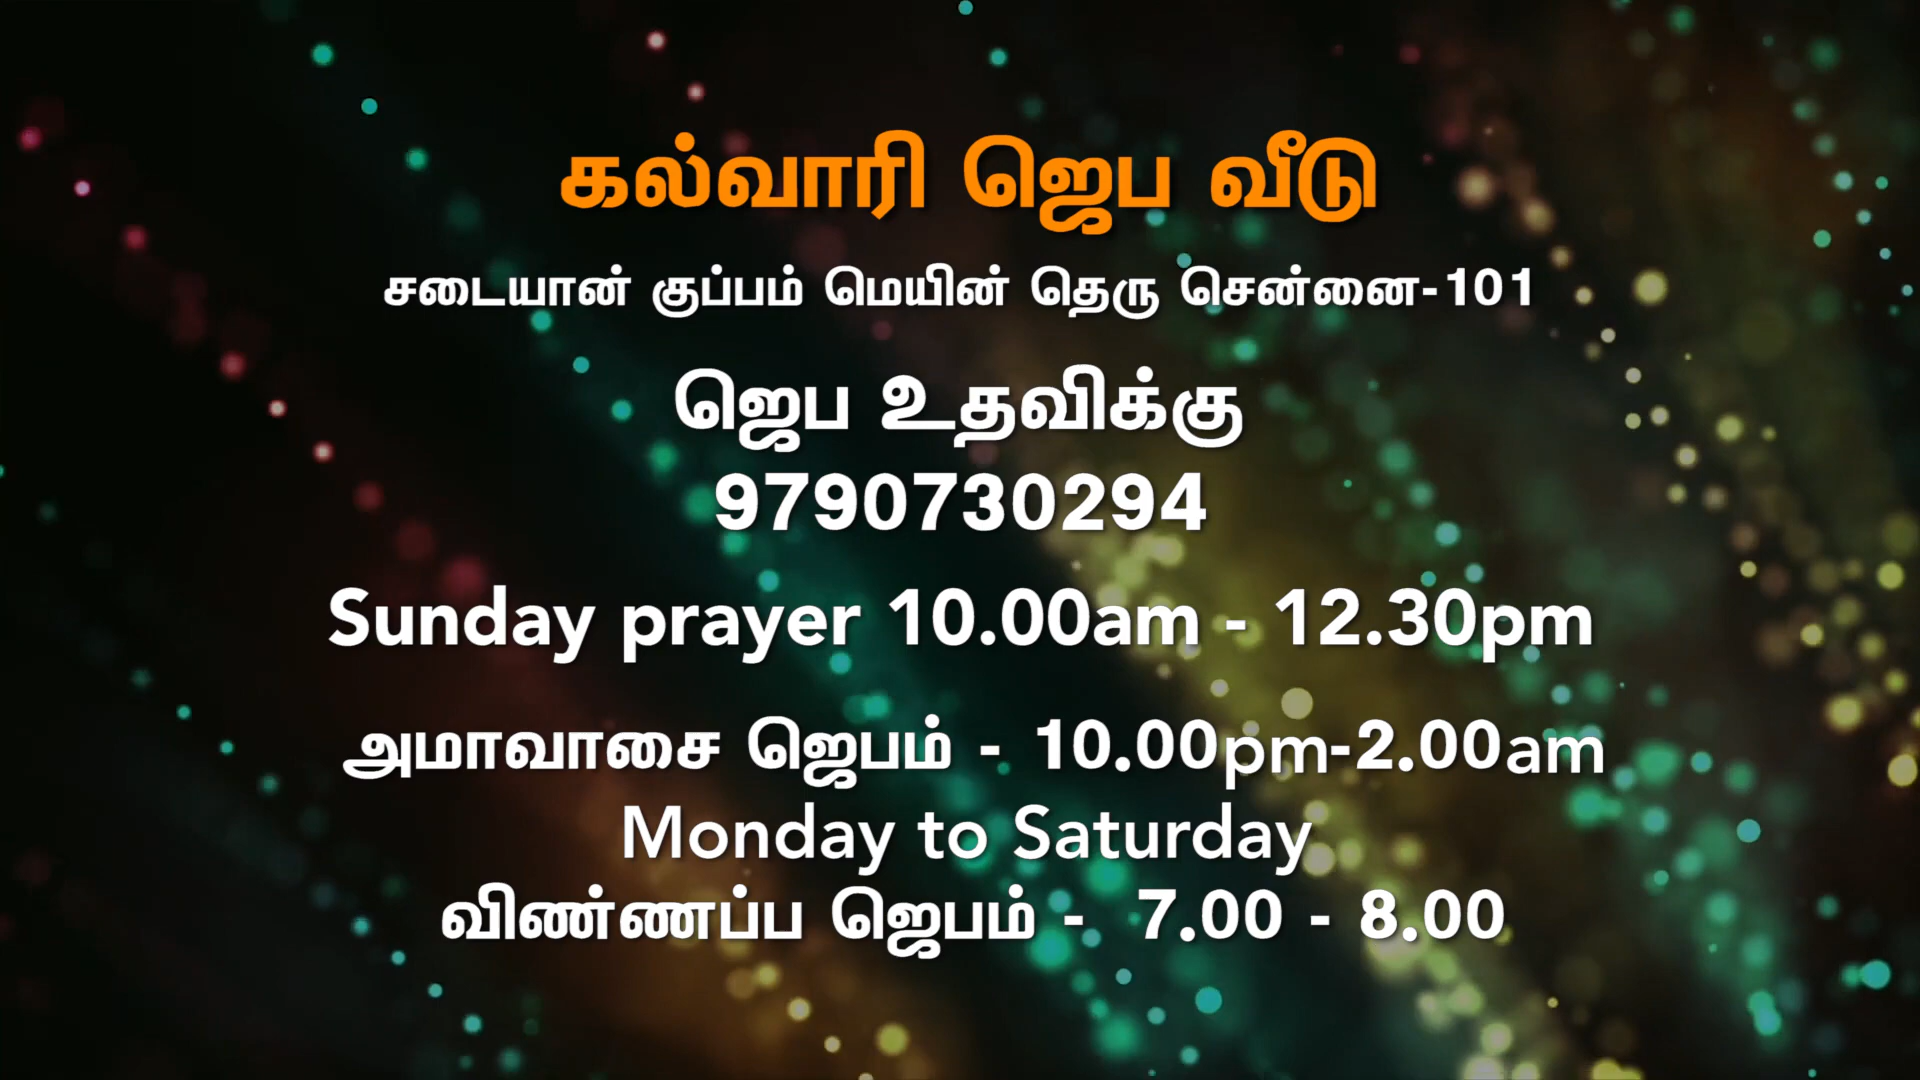 கல்வாரி ஜெப வீடு
சடையான் குப்பம் மெயின் தெரு சென்னை-101
ஜெப உதவிக்கு
9790730294
Sunday prayer 10.00am - 12.30pm
அமாவாசை ஜெபம் - 10.00pm-2.00am
Monday to Saturday
விண்ணப்ப ஜெபம் - 7.00 - 8.00